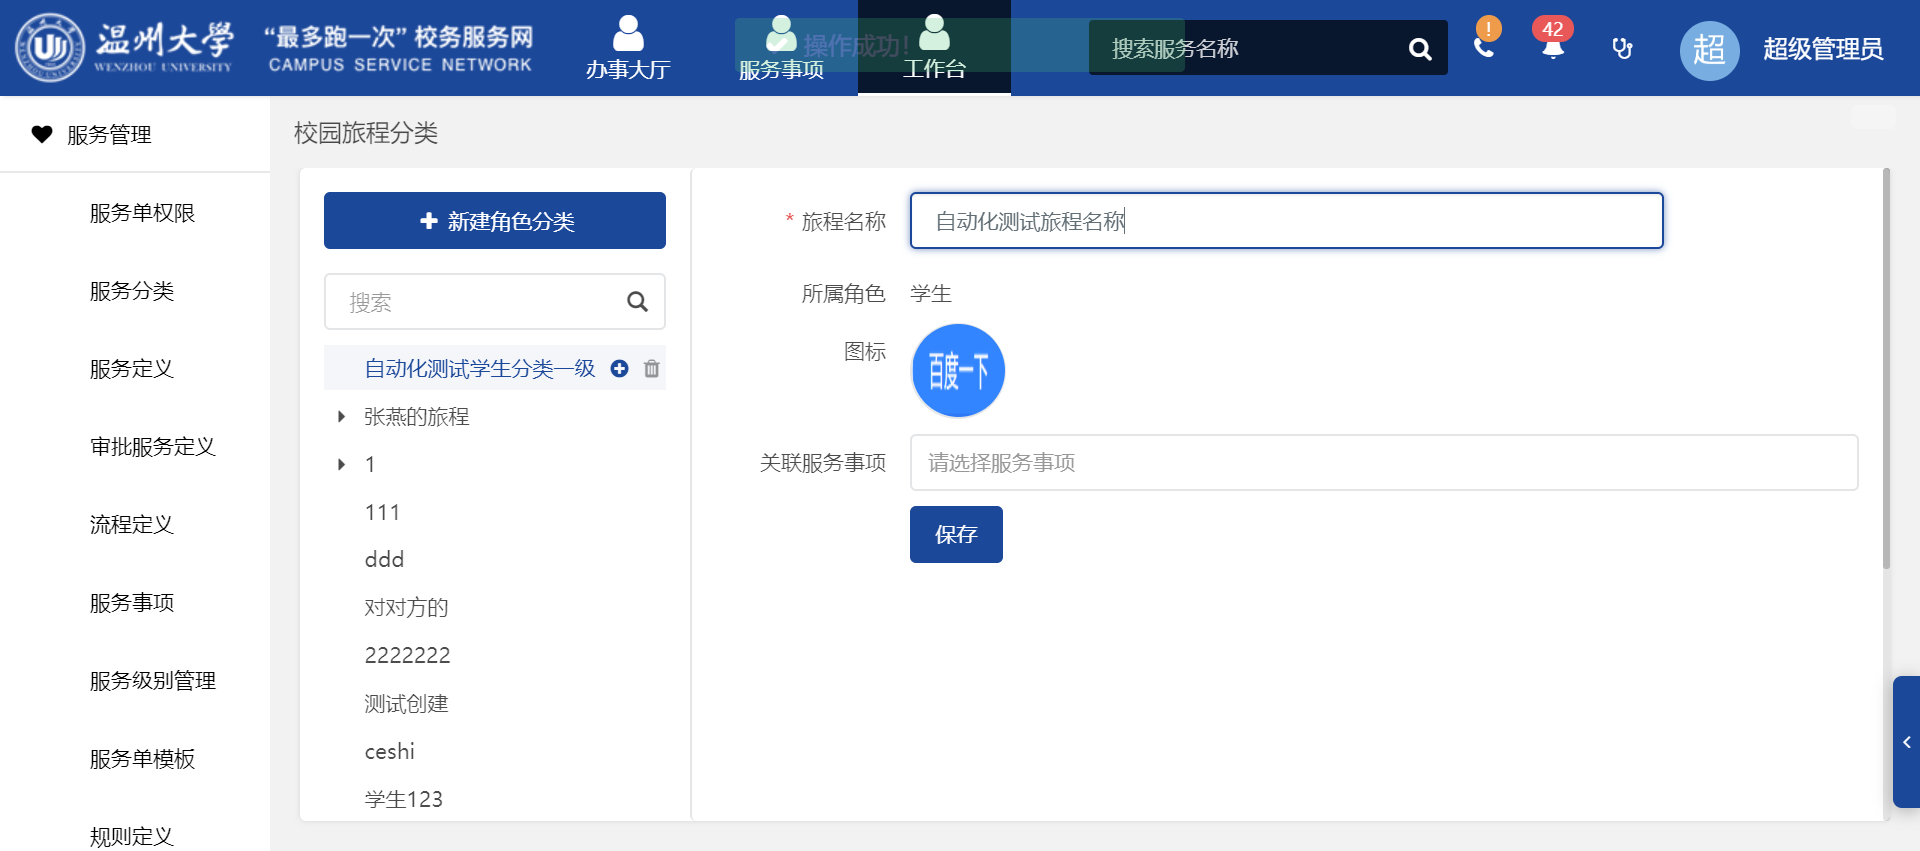 温州大学
WENZHOU UNIVERSITY
“最多跑一次”校务服务网
CAMPUS SERVICE NETWORK
办事大厅
服务事项
操作成功!
工作台
搜索服务名称
!
42
超
超级管理员
服务管理
服务单权限
服务分类
服务定义
审批服务定义
流程定义
服务事项
服务级别管理
服务单模板
规则定义
校园旅程分类
新建角色分类
搜索
自动化测试学生分类一级
张燕的旅程
1
111
ddd
对对方的
2222222
测试创建
ceshi
学生123
* 旅程名称
自动化测试旅程名称
所属角色
学生
图标
百度一下
关联服务事项
请选择服务事项
保存